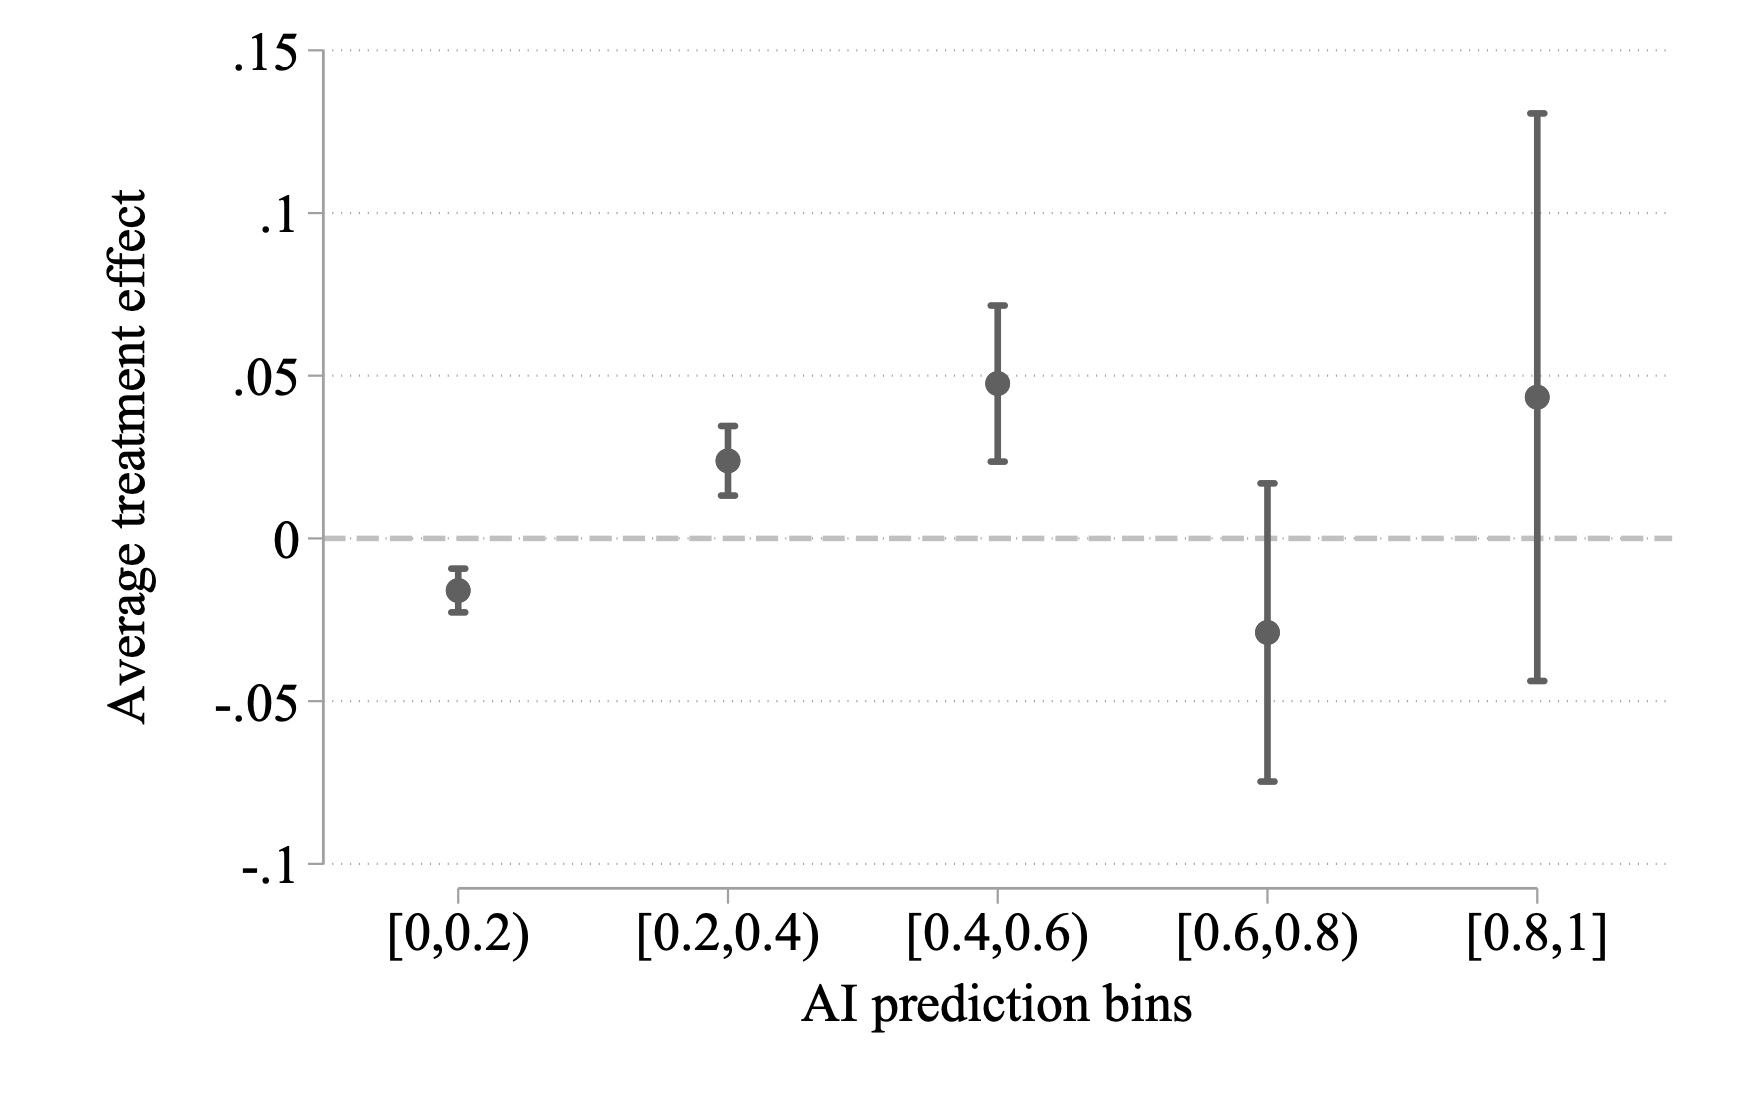 .15
.1
.05
0
-.05
-.1
Average treatment effect
[0,0.2) [0.2,0.4) [0.4,0.6) [0.6,0.8) [0.8,1]
AI prediction bins